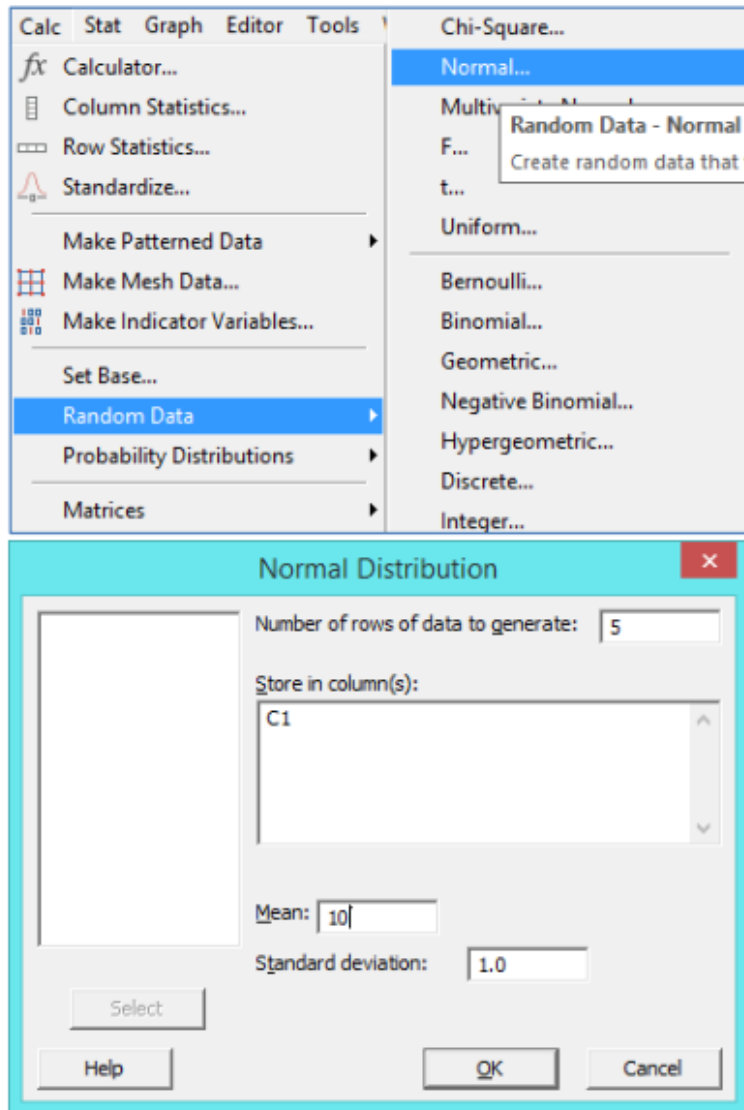 Calc Stat Graph Editor Tools
fx Calculator...
Column Statistics...
Row Statistics...
Standardize...
Make Patterned Data
Make Mesh Data...
Make Indicator Variables...
Set Base...
Random Data
Probability Distributions
Matrices
Chi-Square...
Normal...
Random Data - Normal
Create random data that
F...
t...
Uniform...
Bernoulli...
Binomial...
Geometric...
Negative Binomial...
Hypergeometric...
Discrete...
Integer...
Normal Distribution
Number of rows of data to generate: 5
Store in column(s):
C1
Mean: 10
Standard deviation: 1.0
Select
Help OK Cancel